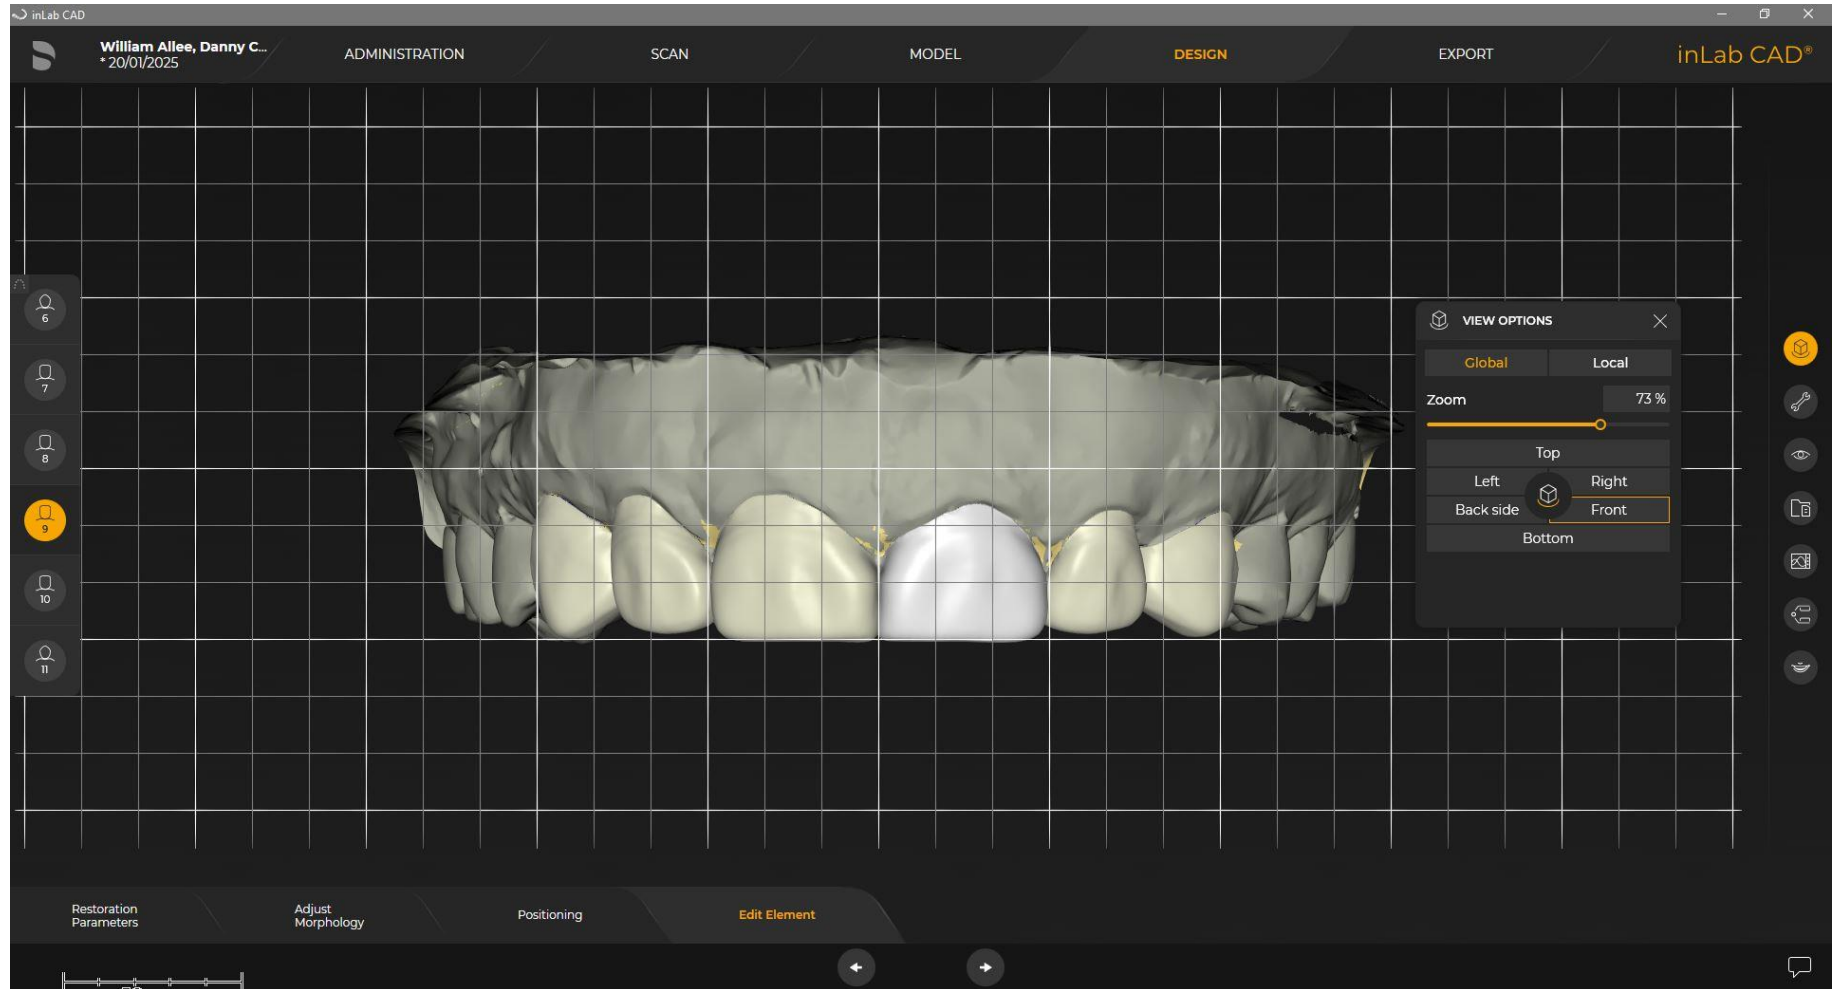 inLab CAD
William Allee, Danny C...
* 20/01/2025
ADMINISTRATION
SCAN
MODEL
DESIGN
EXPORT
inLab CAD®
6
7
8
9
10
11
VIEW OPTIONS
Global
Local
Zoom
73 %
Top
Left
Right
Back side
Front
Bottom
Restoration
Parameters
Adjust
Morphology
Positioning
Edit Element